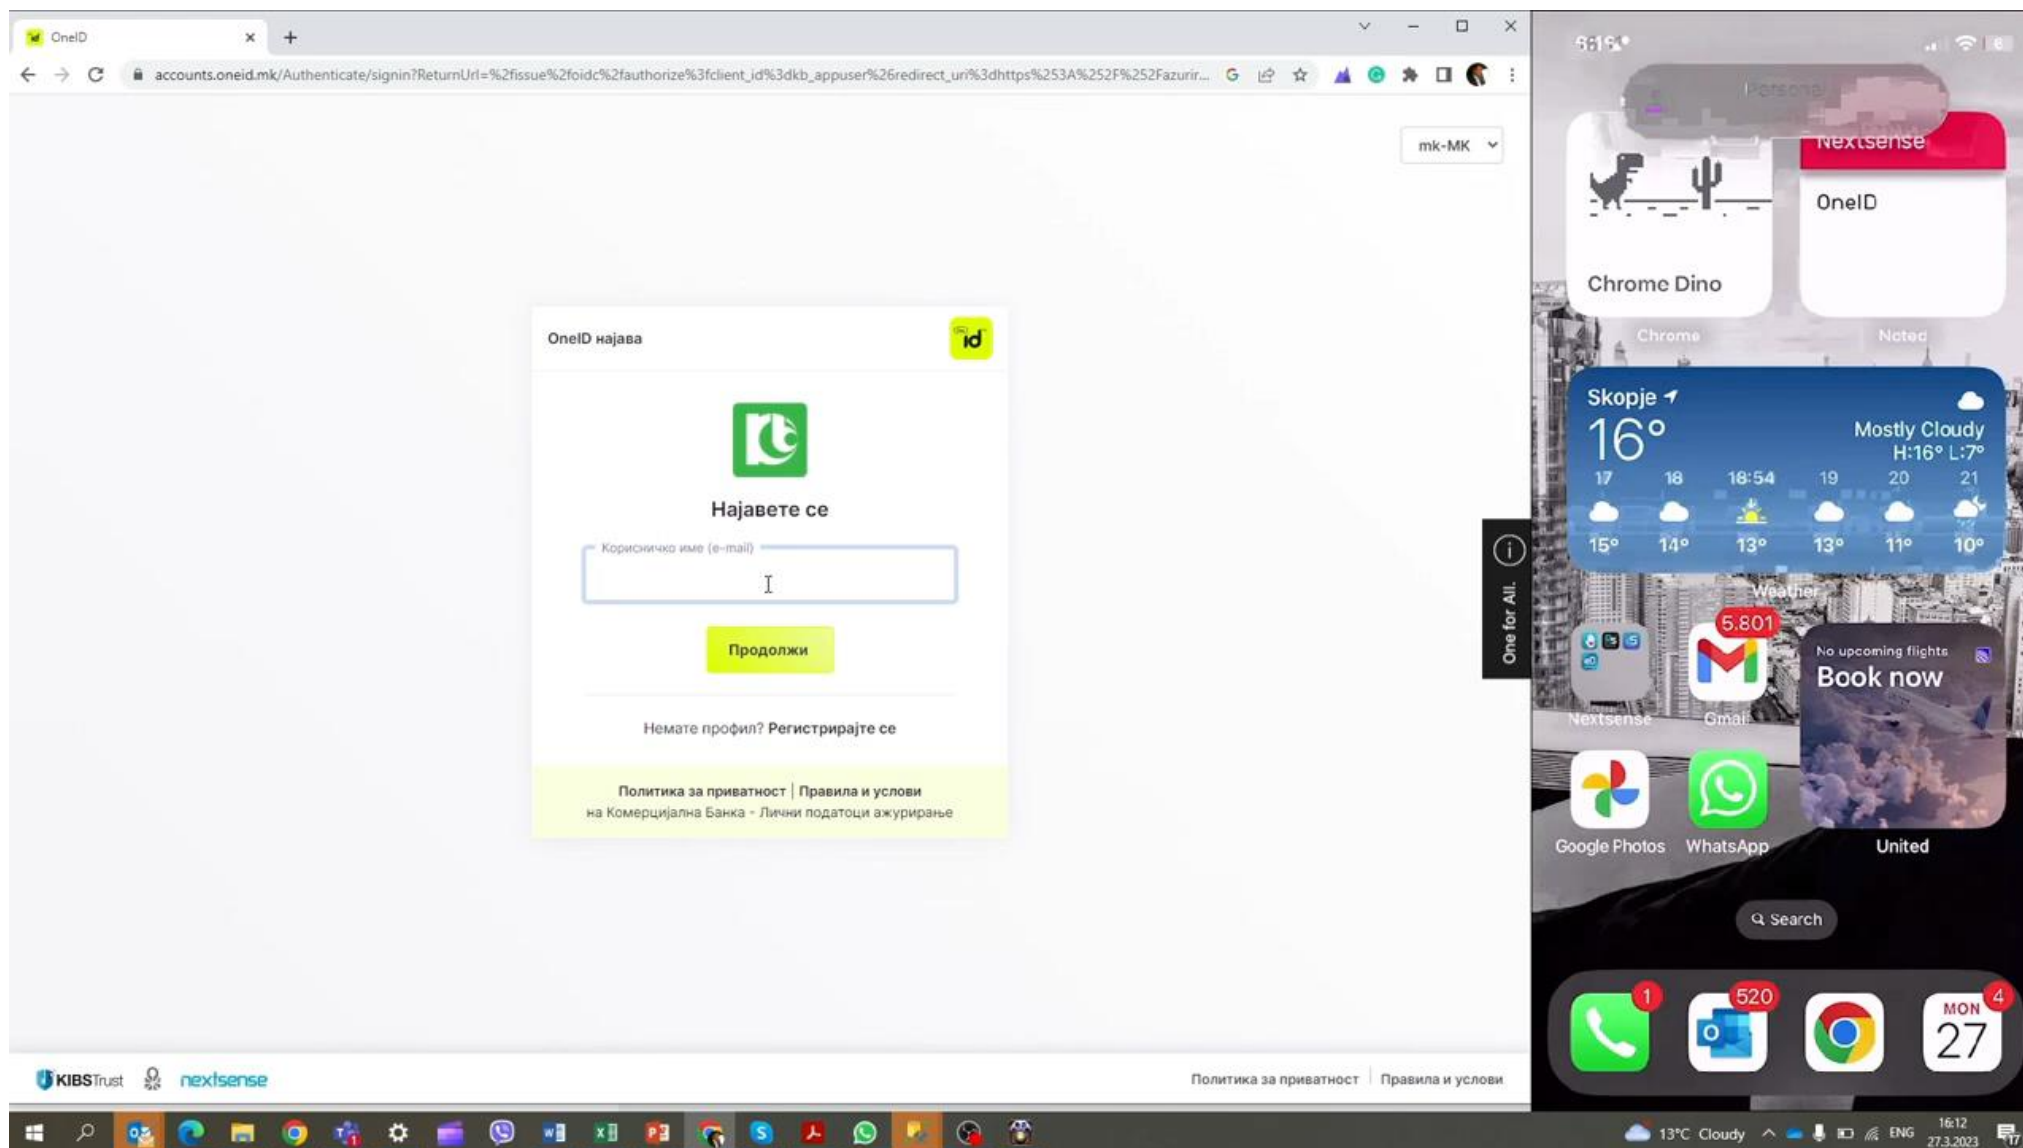 OneID
accounts.oneid.mk/Authenticate/signin?ReturnUrl=%2fissue%2foidc%2fauthorize%3fclient_id%3dkb_appuser%26redirect_uri%3dhttps%253A%252F%252Fazurir...
mk-MK
OneID најава
id
Најавете се
Корисничко име (e-mail)
Продолжи
Немате профил? Регистрирајте се
Политика за приватност | Правила и услови
на Комерцијална Банка - Лични податоци ажурирање
One for All.
KIBSTrust
nextsense
Политика за приватност | Правила и услови
Personal
Nextsense
OneID
Chrome Dino
Chrome
Noted
Skopje
16°
Mostly Cloudy
H:16° L:7°
17 18 18:54 19 20 21
15° 14° 13° 13° 11° 10°
Weather
5.801
No upcoming flights
Book now
Nextsense
Gmail
Google Photos
WhatsApp
United
Search
1
520
4
MON
27
13°C Cloudy
ENG
16:12
27.3.2023
17